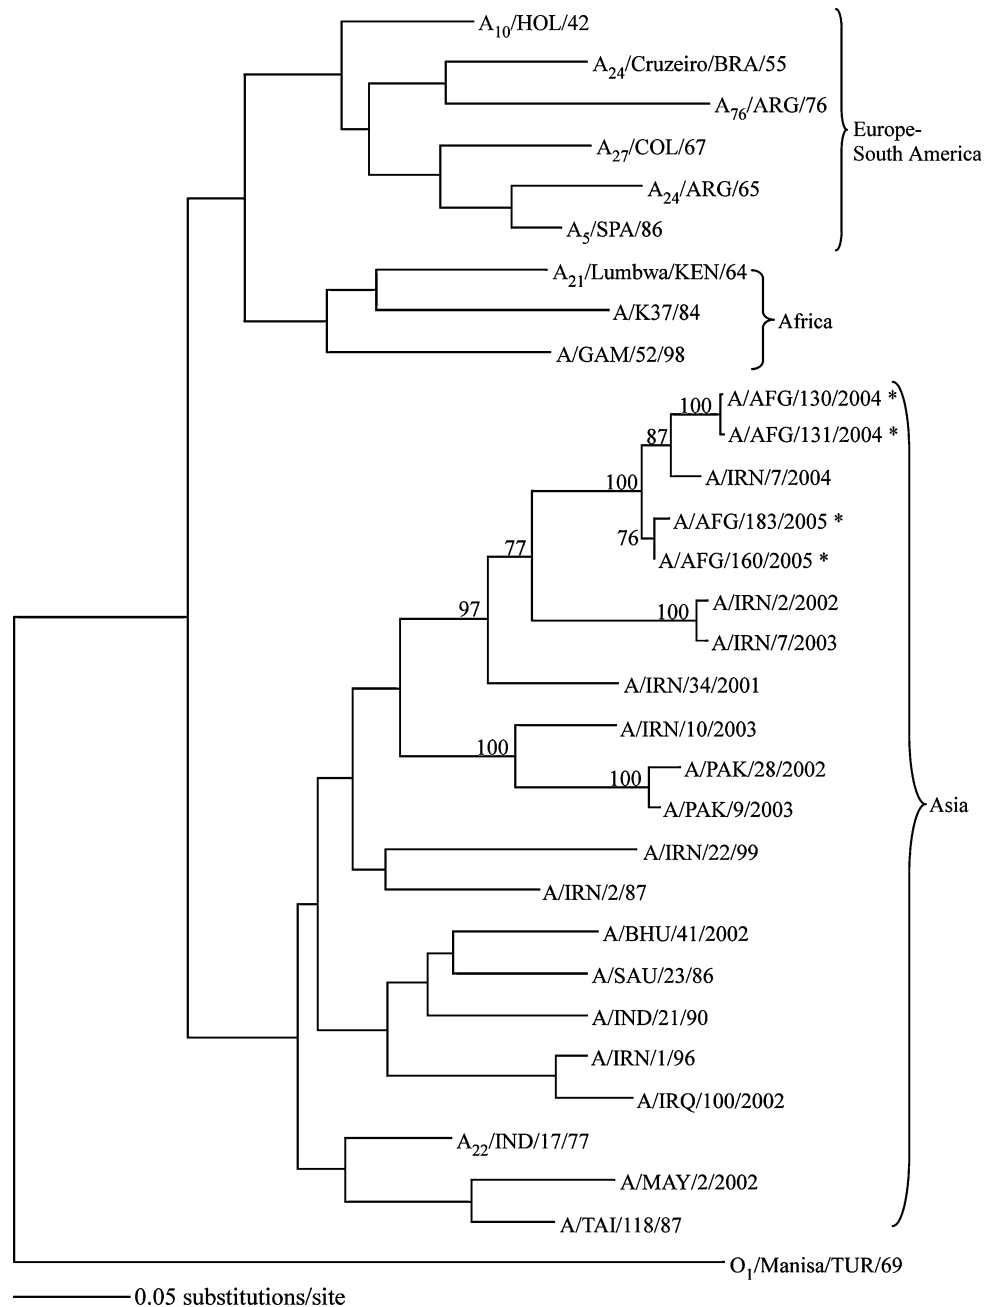 A10/HOL/42
A24/Cruzeiro/BRA/55
A76/ARG/76
Europe-
South America
A27/COL/67
A24/ARG/65
A5/SPA/86
A21/Lumbwa/KEN/64
A/K37/84
Africa
A/GAM/52/98
100
A/AFG/130/2004 *
A/AFG/131/2004 *
87
A/IRN/7/2004
100
A/AFG/183/2005 *
76
A/AFG/160/2005 *
77
A/IRN/2/2002
100
A/IRN/7/2003
97
A/IRN/34/2001
A/IRN/10/2003
100
A/PAK/28/2002
100
A/PAK/9/2003
Asia
A/IRN/22/99
A/IRN/2/87
A/BHU/41/2002
A/SAU/23/86
A/IND/21/90
A/IRN/1/96
A/IRQ/100/2002
A22/IND/17/77
A/MAY/2/2002
A/TAI/118/87
O1/Manisa/TUR/69
0.05 substitutions/site